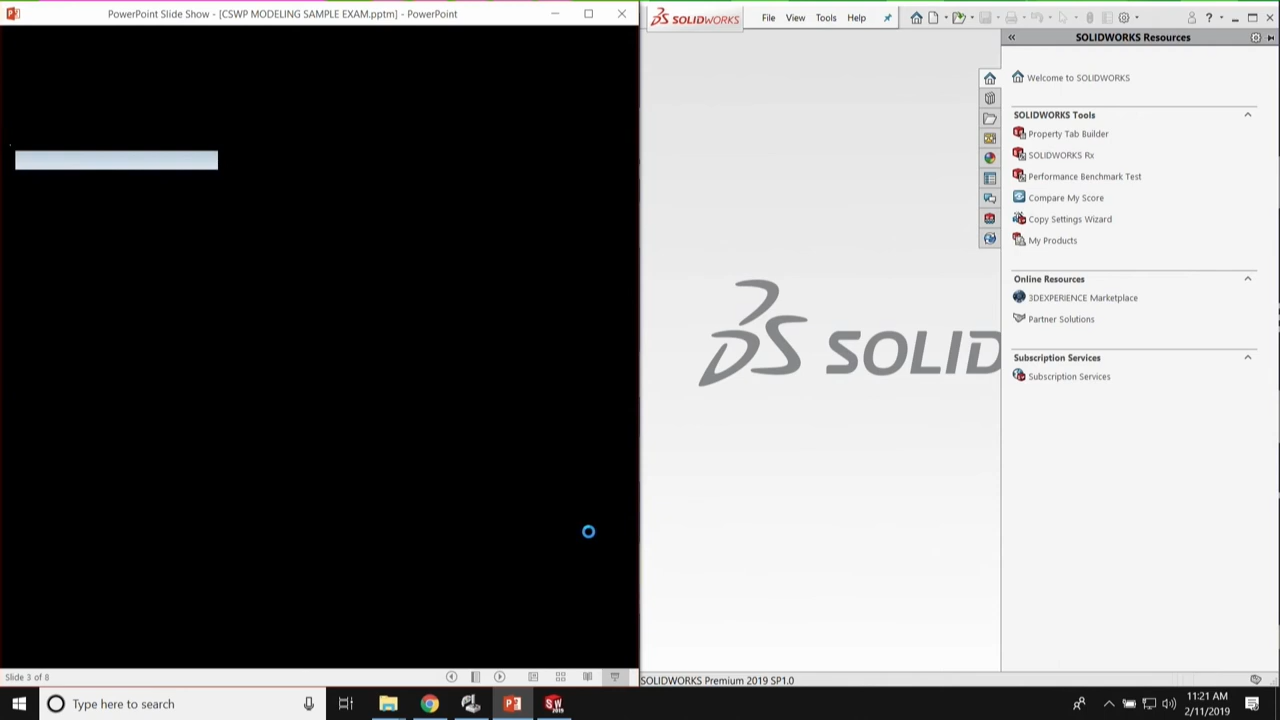 PowerPoint Slide Show - [CSWP MODELING SAMPLE EXAM.pptm] - PowerPoint
Slide 3 of 8
SOLIDWORKS File View Tools Help
SOLIDWORKS Resources
Welcome to SOLIDWORKS
SOLIDWORKS Tools
Property Tab Builder
SOLIDWORKS Rx
Performance Benchmark Test
Compare My Score
Copy Settings Wizard
My Products
Online Resources
3DEXPERIENCE Marketplace
Partner Solutions
Subscription Services
Subscription Services
SOLID
SOLIDWORKS Premium 2019 SP1.0
Type here to search
11:21 AM
2/11/2019